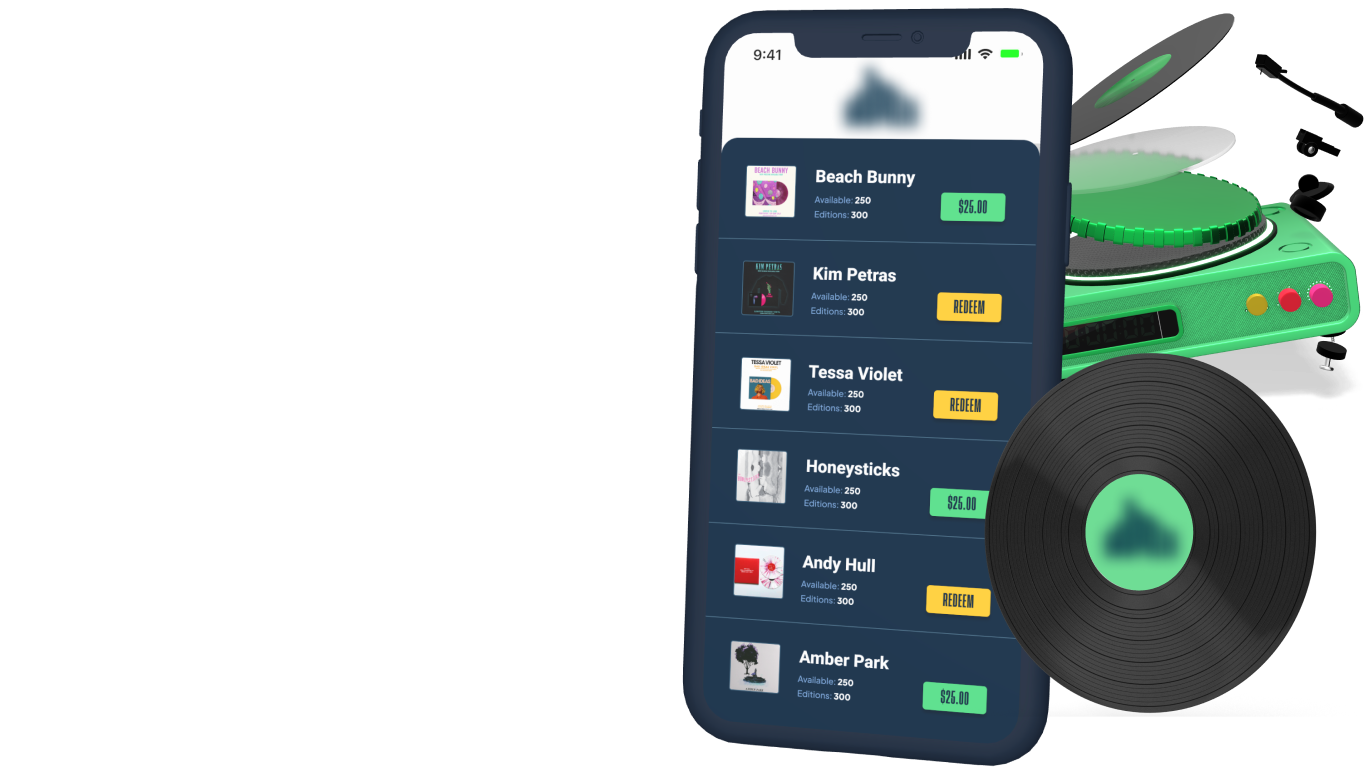 9:41
BEACH BUNNY
Beach Bunny
Available: 250
Editions: 300
$25.00
KIM PETRAS
Kim Petras
Available: 250
Editions: 300
REDEEM
TESSA VIOLET
BAD IDEAS
Tessa Violet
Available: 250
Editions: 300
REDEEM
Honeysticks
Available: 250
Editions: 300
$25.00
Andy Hull
Available: 250
Editions: 300
REDEEM
Amber Park
Available: 250
Editions: 300
$25.00